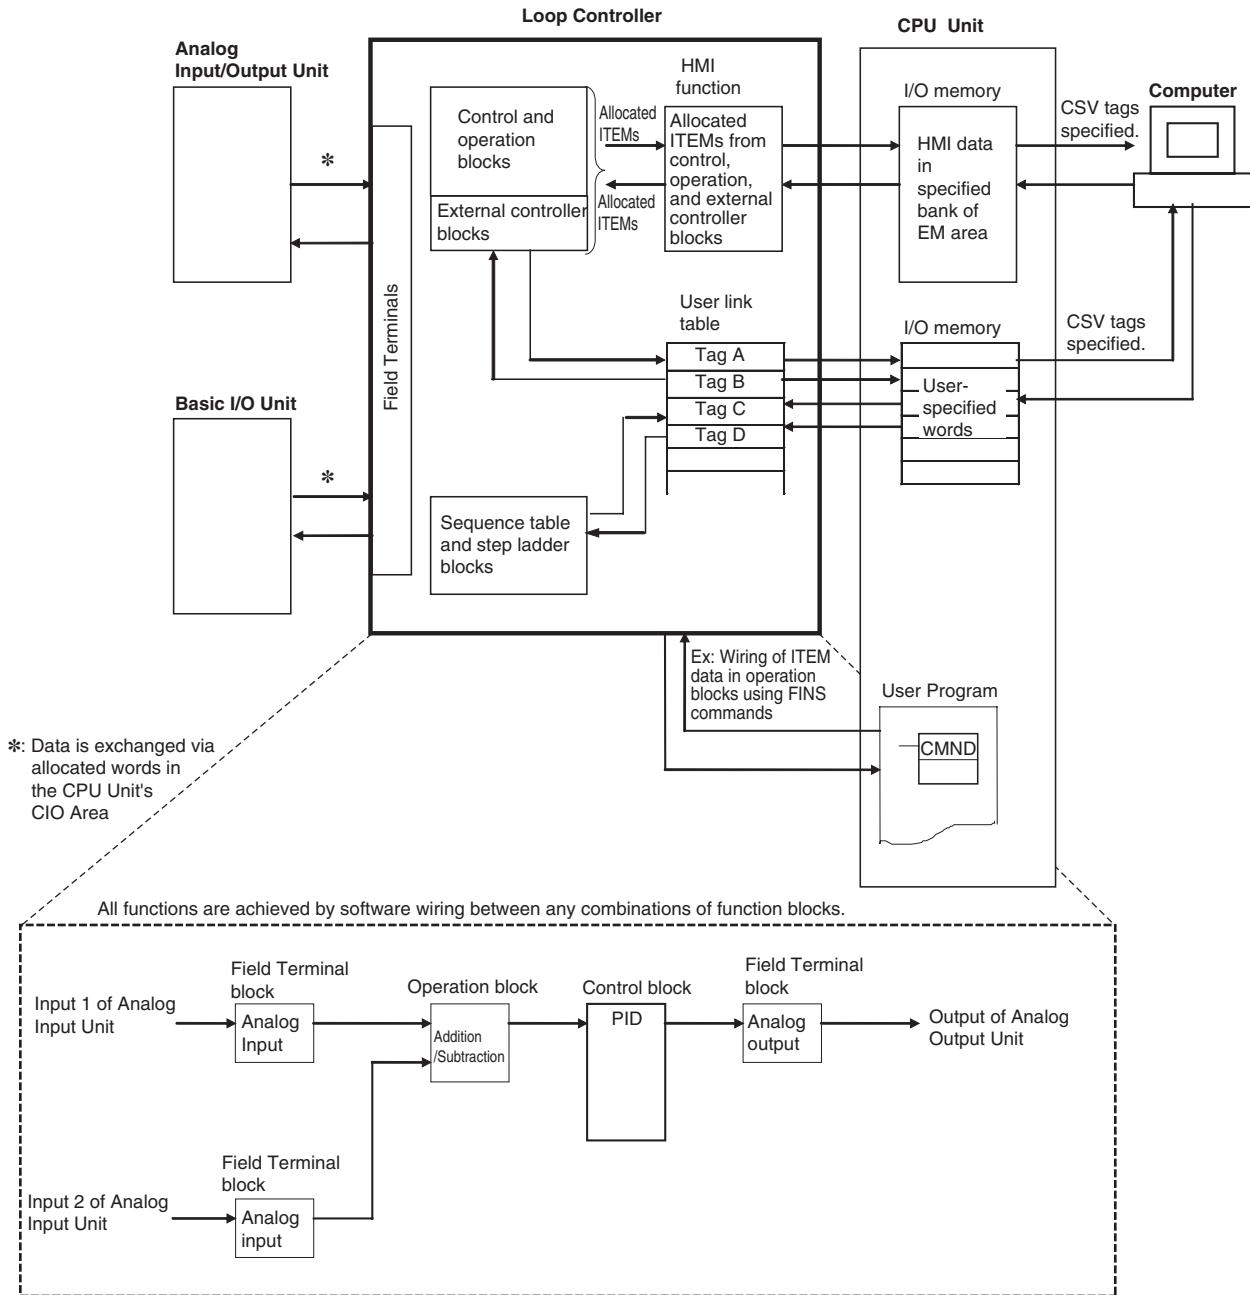 Loop Controller
CPU Unit
Analog
Input/Output Unit
HMI
function
I/O memory
CSV tags
specified.
Computer
Control and
operation
blocks
External controller
blocks
Allocated
ITEMs
Allocated
ITEMs
Allocated
ITEMs from
control,
operation,
and external
controller
blocks
HMI data
in
specified
bank of
EM area
*
Field Terminals
User link
table
I/O memory
CSV tags
specified.
Tag A
Tag B
Tag C
Tag D
User-
specified
words
Basic I/O Unit
*
Sequence table
and step ladder
blocks
Ex: Wiring of ITEM
data in operation
blocks using FINS
commands
User Program
CMND
*: Data is exchanged via
allocated words in
the CPU Unit's
CIO Area
All functions are achieved by software wiring between any combinations of function blocks.
Input 1 of Analog
Input Unit
Field Terminal
block
Analog
Input
Operation block
Addition
/Subtraction
Control block
PID
Field Terminal
block
Analog
output
Output of Analog
Output Unit
Input 2 of Analog
Input Unit
Field Terminal
block
Analog
input